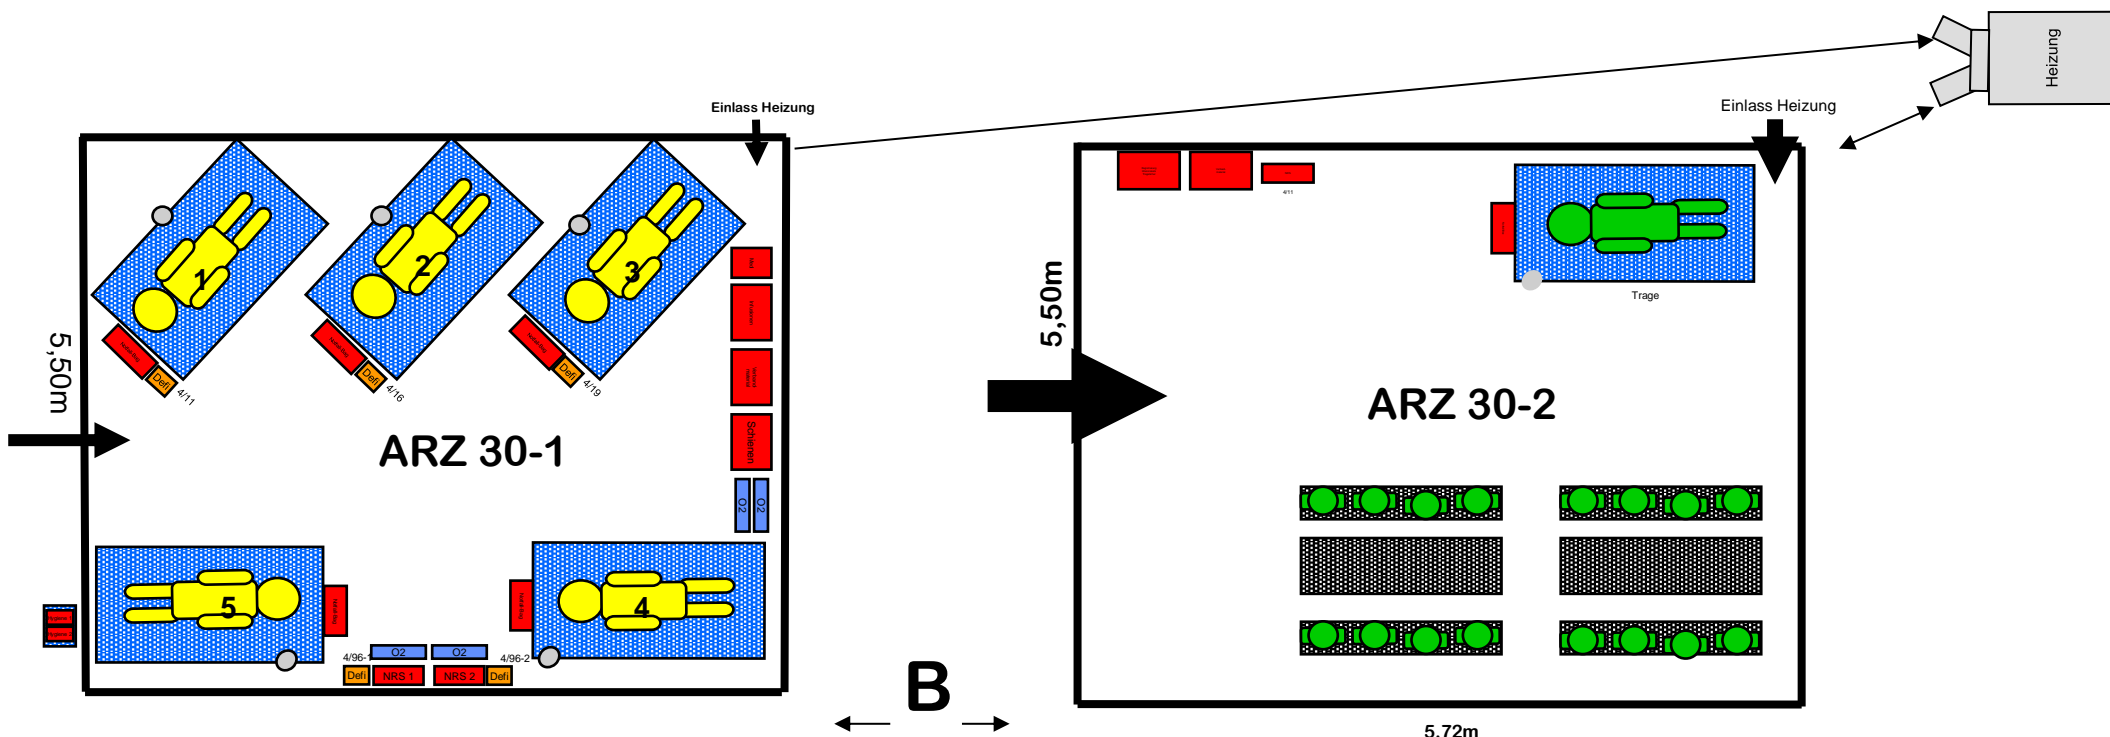 Heizung
Einlass Heizung
Einlass Heizung
1
2
3
Defi
4/11
Defi
4/16
Defi
4/19
4/11
Trage
5,50m
5,50m
ARZ 30-1
ARZ 30-2
Schienen
O2
O2
5
4
4/96-1
O2
O2
4/96-2
Defi
NRS 1
NRS 2
Defi
B
5,72m